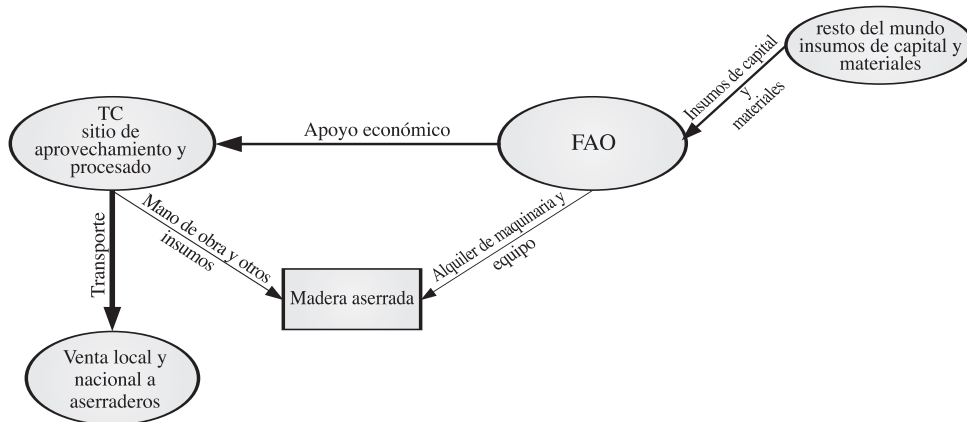 resto del mundo
insumos de capital y
materiales
Insumos de capital
y
materiales
TC
sitio de
aprovechamiento y
procesado
Apoyo económico
FAO
Transporte
Mano de obra y otros
insumos
Alquiler de maquinaria y
equipo
Madera aserrada
Venta local y
nacional a
aserraderos